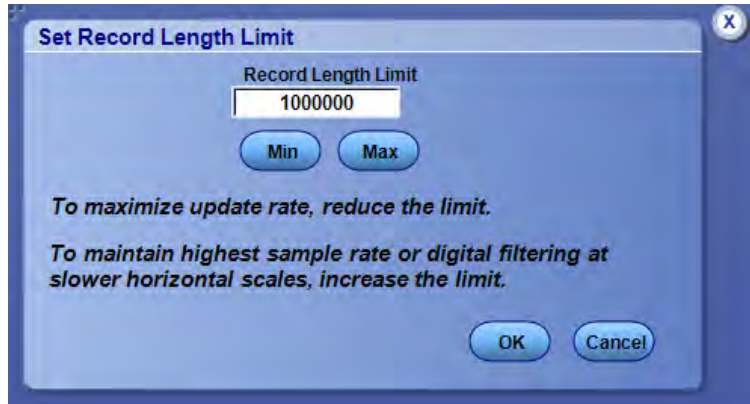 Set Record Length Limit
X
Record Length Limit
1000000
Min Max
To maximize update rate, reduce the limit.
To maintain highest sample rate or digital filtering at
slower horizontal scales, increase the limit.
OK Cancel